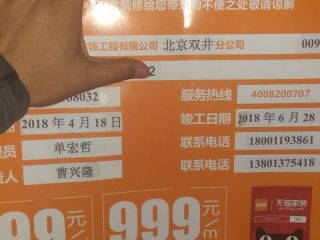 装修给您带来的不便之处敬请谅解
饰工程有限公司 北京双井 分公司 009
2
08032 服务热线 4008200707
2018 年 4 月 18 日 竣工日期 2018 年 6 月 28
员 单宏哲 联系电话 18001193861
人 曹兴隆 联系电话 13801375418
99 元/ 999 元/
m
天猫家装